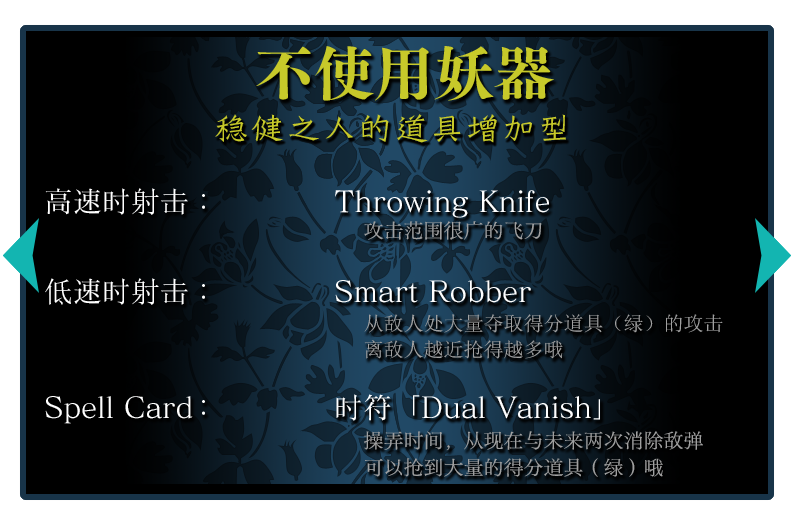 不使用妖器
稳健之人的道具增加型
高速时射击： Throwing Knife
攻击范围很广的飞刀
低速时射击： Smart Robber
从敌人处大量夺取得分道具（绿）的攻击
离敌人越近抢得越多哦
Spell Card： 时符「Dual Vanish」
操弄时间，从现在与未来两次消除敌弹
可以抢到大量的得分道具（绿）哦